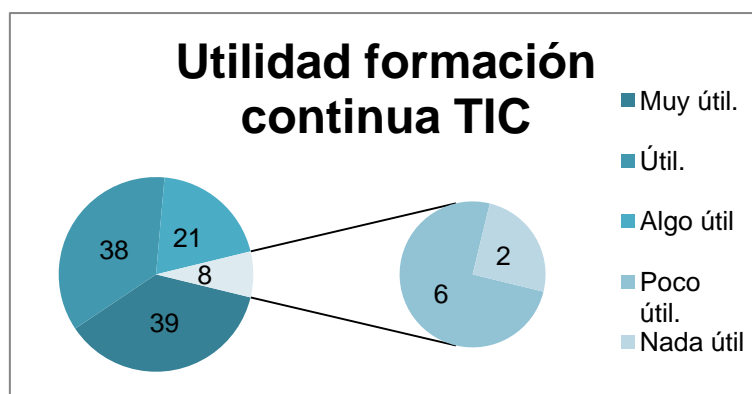 Utilidad formación
continua TIC
Muy útil.
Útil.
Algo útil
Poco
útil.
Nada útil
38
21
8
39
6
2